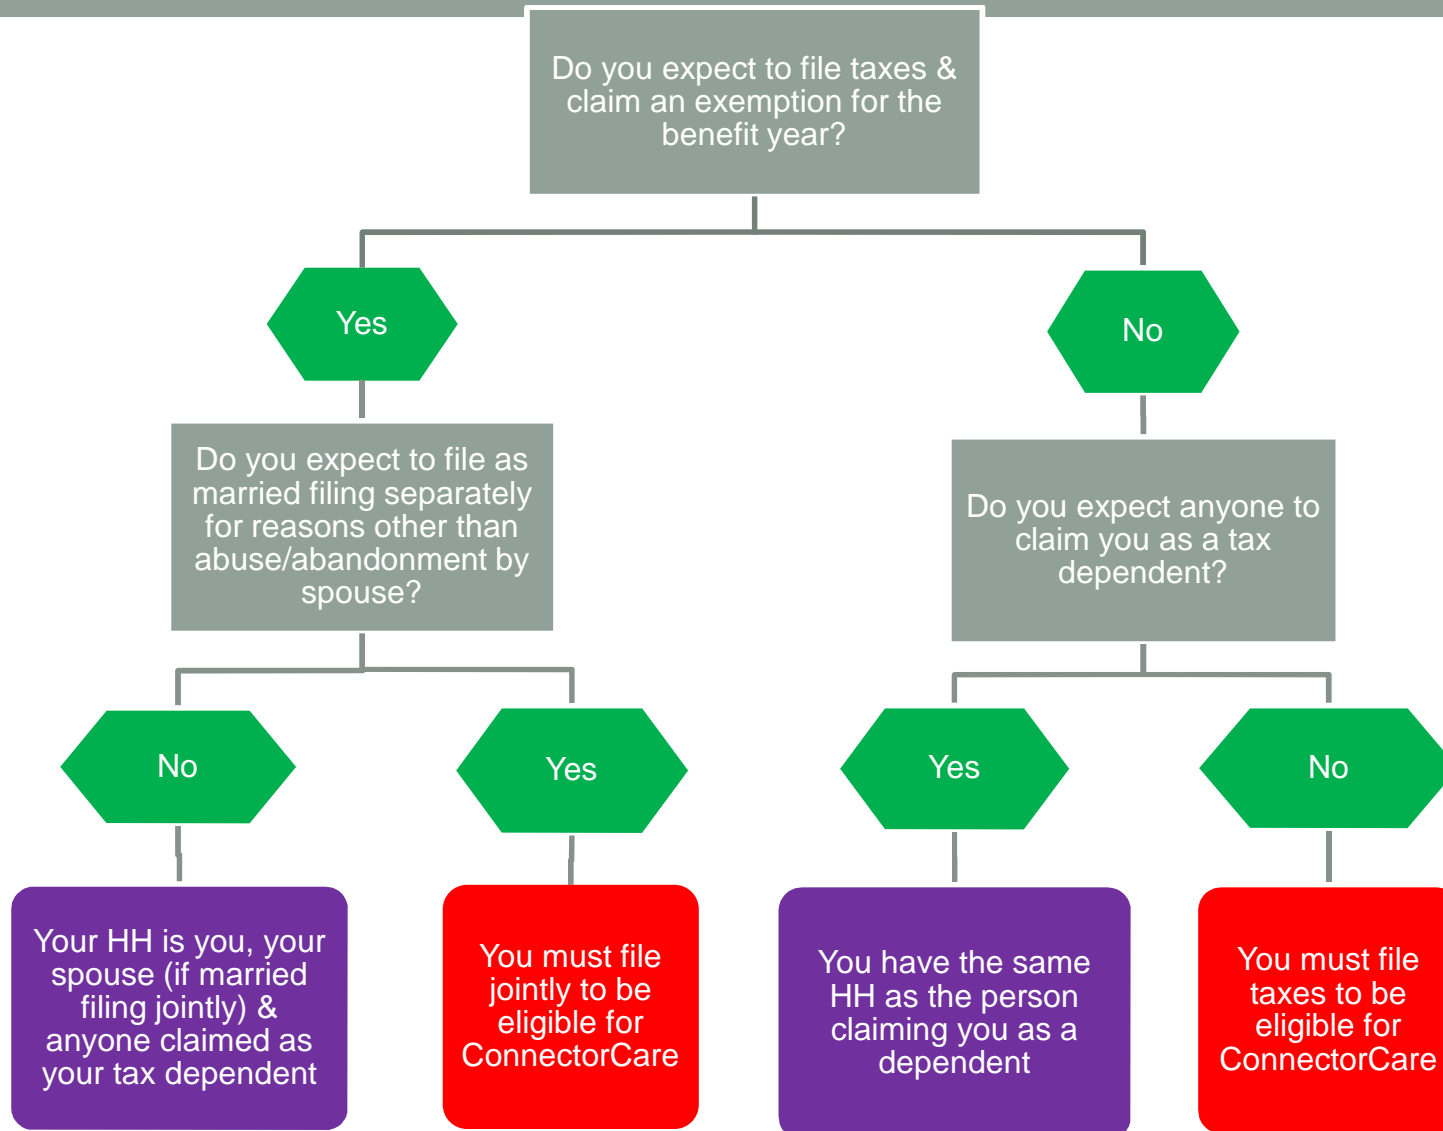 Do you expect to file taxes &
claim an exemption for the
benefit year?
Yes
No
Do you expect to file as
married filing separately
for reasons other than
abuse/abandonment by
spouse?
Do you expect anyone to
claim you as a tax
dependent?
No
Yes
Yes
No
Your HH is you, your
spouse (if married
filing jointly) &
anyone claimed as
your tax dependent
You must file
jointly to be
eligible for
ConnectorCare
You have the same
HH as the person
claiming you as a
dependent
You must file
taxes to be
eligible for
ConnectorCare